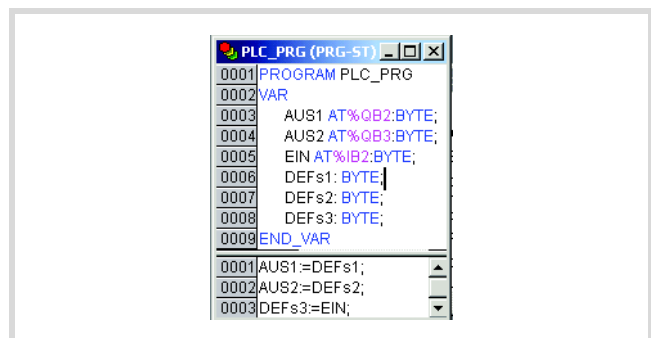 PLC_PRG (PRG-ST)
0001 PROGRAM PLC_PRG
0002 VAR
0003 AUS1 AT%QB2:BYTE;
0004 AUS2 AT%QB3:BYTE;
0005 EIN AT%IB2:BYTE;
0006 DEFs1: BYTE;
0007 DEFs2: BYTE;
0008 DEFs3: BYTE;
0009 END_VAR
0001 AUS1:=DEFs1;
0002 AUS2:=DEFs2;
0003 DEFs3:=EIN;